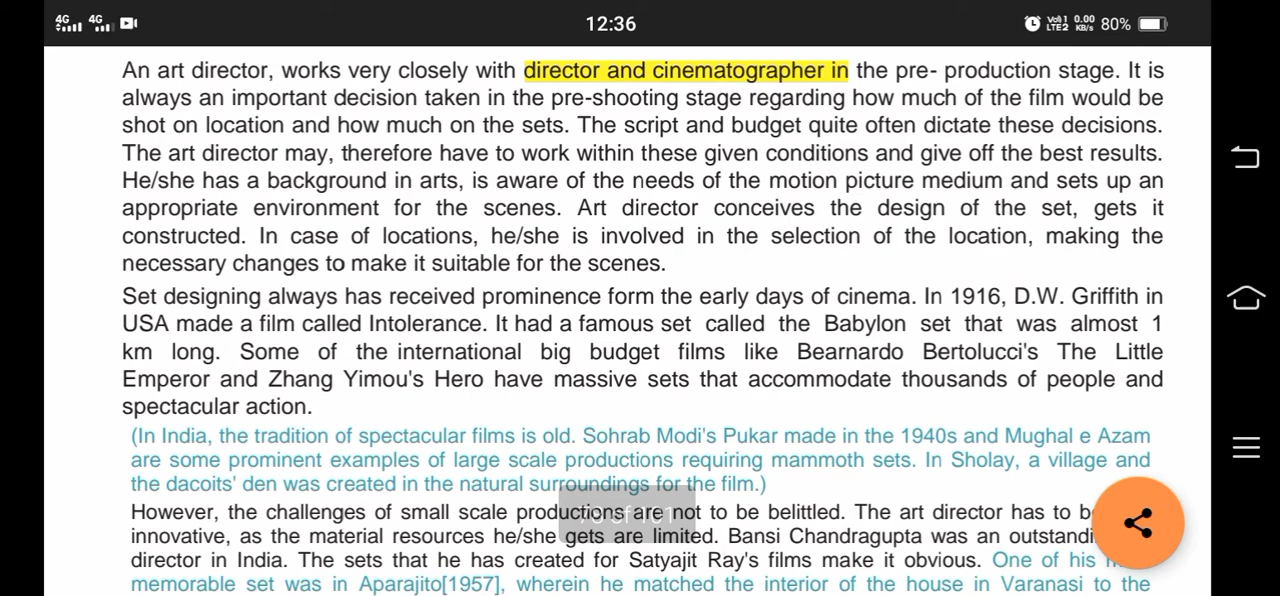 4G 4G 12:36 Vo)) 1 LTE2 0.00 KB/s 80%
An art director, works very closely with director and cinematographer in the pre- production stage. It is
always an important decision taken in the pre-shooting stage regarding how much of the film would be
shot on location and how much on the sets. The script and budget quite often dictate these decisions.
The art director may, therefore have to work within these given conditions and give off the best results.
He/she has a background in arts, is aware of the needs of the motion picture medium and sets up an
appropriate environment for the scenes. Art director conceives the design of the set, gets it
constructed. In case of locations, he/she is involved in the selection of the location, making the
necessary changes to make it suitable for the scenes.
Set designing always has received prominence form the early days of cinema. In 1916, D.W. Griffith in
USA made a film called Intolerance. It had a famous set called the Babylon set that was almost 1
km long. Some of the international big budget films like Bearnardo Bertolucci's The Little
Emperor and Zhang Yimou's Hero have massive sets that accommodate thousands of people and
spectacular action.
(In India, the tradition of spectacular films is old. Sohrab Modi's Pukar made in the 1940s and Mughal e Azam
are some prominent examples of large scale productions requiring mammoth sets. In Sholay, a village and
the dacoits' den was created in the natural surroundings for the film.)
However, the challenges of small scale productions are not to be belittled. The art director has to
innovative, as the material resources he/she gets are limited. Bansi Chandragupta was an
director in India. The sets that he has created for Satyajit Ray's films make it obvious. One of his
memorable set was in Aparajito[1957], wherein he matched the interior of the house in Varanasi to the